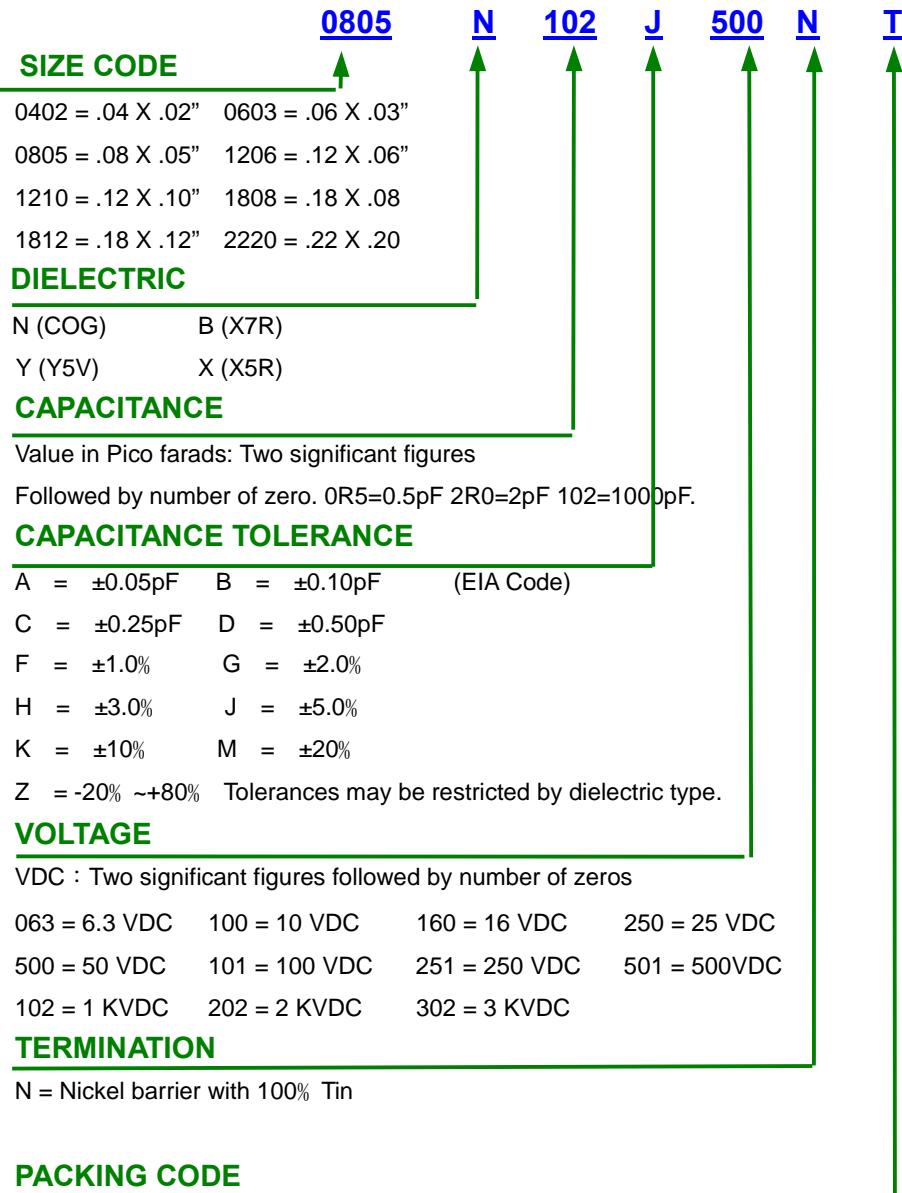 0805 N 102 J 500 N T
SIZE CODE
0402 = .04 X .02” 0603 = .06 X .03”
0805 = .08 X .05” 1206 = .12 X .06”
1210 = .12 X .10” 1808 = .18 X .08
1812 = .18 X .12” 2220 = .22 X .20
DIELECTRIC
N (COG) B (X7R)
Y (Y5V) X (X5R)
CAPACITANCE
Value in Pico farads: Two significant figures
Followed by number of zero. 0R5=0.5pF 2R0=2pF 102=1000pF.
CAPACITANCE TOLERANCE
A = ±0.05pF B = ±0.10pF (EIA Code)
C = ±0.25pF D = ±0.50pF
F = ±1.0% G = ±2.0%
H = ±3.0% J = ±5.0%
K = ±10% M = ±20%
Z = -20% ~+80% Tolerances may be restricted by dielectric type.
VOLTAGE
VDC：Two significant figures followed by number of zeros
063 = 6.3 VDC 100 = 10 VDC 160 = 16 VDC 250 = 25 VDC
500 = 50 VDC 101 = 100 VDC 251 = 250 VDC 501 = 500VDC
102 = 1 KVDC 202 = 2 KVDC 302 = 3 KVDC
TERMINATION
N = Nickel barrier with 100% Tin
PACKING CODE